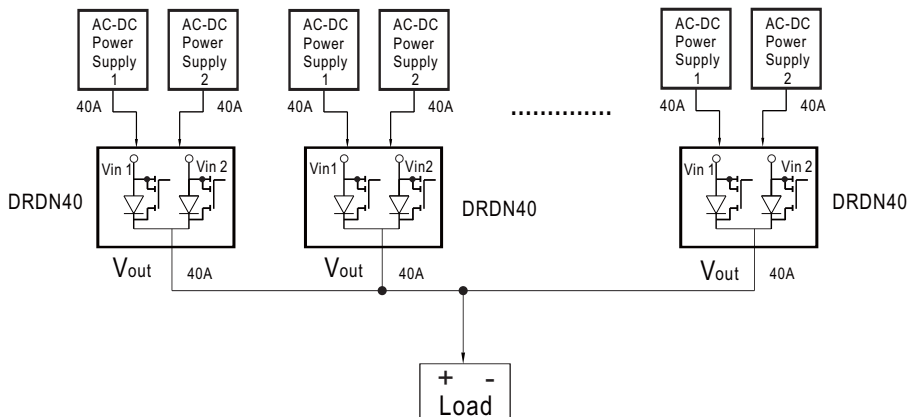 AC-DC
Power
Supply
1
AC-DC
Power
Supply
2
AC-DC
Power
Supply
1
AC-DC
Power
Supply
2
AC-DC
Power
Supply
1
AC-DC
Power
Supply
2
40A 40A 40A 40A 40A 40A
..............
Vin 1 Vin 2 Vin1 Vin2 Vin 1 Vin 2
DRDN40 DRDN40 DRDN40
Vout 40A Vout 40A Vout 40A
+ -
Load